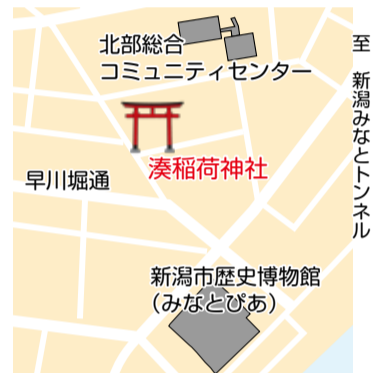 北部総合
コミュニティセンター
至 新潟みなとトンネル
湊稲荷神社
早川堀通
新潟市歴史博物館
(みなとぴあ)